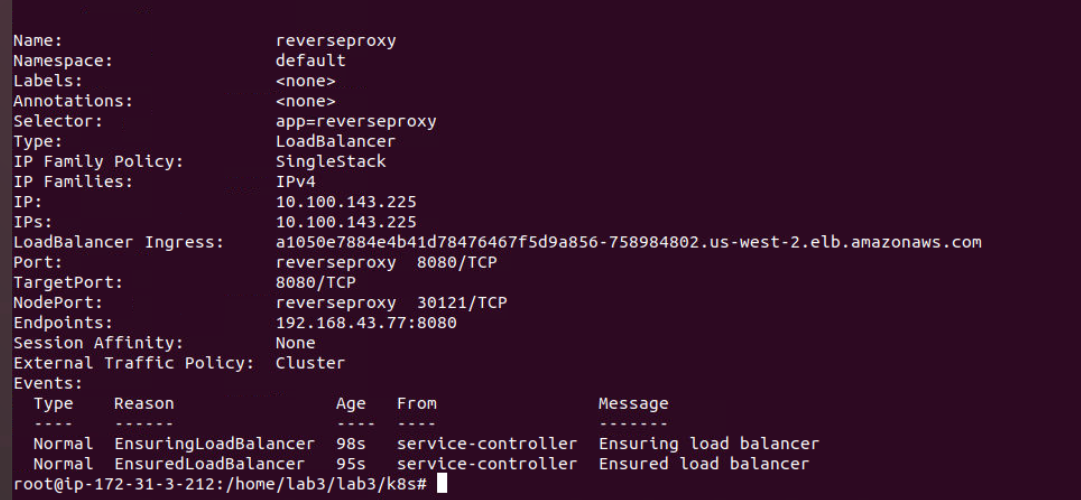 Name:                     reverseproxy
Namespace:                default
Labels:                   <none>
Annotations:              <none>
Selector:                 app=reverseproxy
Type:                     LoadBalancer
IP Family Policy:         SingleStack
IP Families:              IPv4
IP:                       10.100.143.225
IPs:                      10.100.143.225
LoadBalancer Ingress:     a1050e7884e4b41d78476467f5d9a856-758984802.us-west-2.elb.amazonaws.com
Port:                     reverseproxy  8080/TCP
TargetPort:               8080/TCP
NodePort:                 reverseproxy  30121/TCP
Endpoints:                192.168.43.77:8080
Session Affinity:         None
External Traffic Policy:  Cluster
Events:
  Type    Reason                Age   From                Message
  ----    ------                ----  ----                -------
  Normal  EnsuringLoadBalancer  98s   service-controller  Ensuring load balancer
  Normal  EnsuredLoadBalancer   95s   service-controller  Ensured load balancer
root@ip-172-31-3-212:/home/lab3/lab3/k8s#